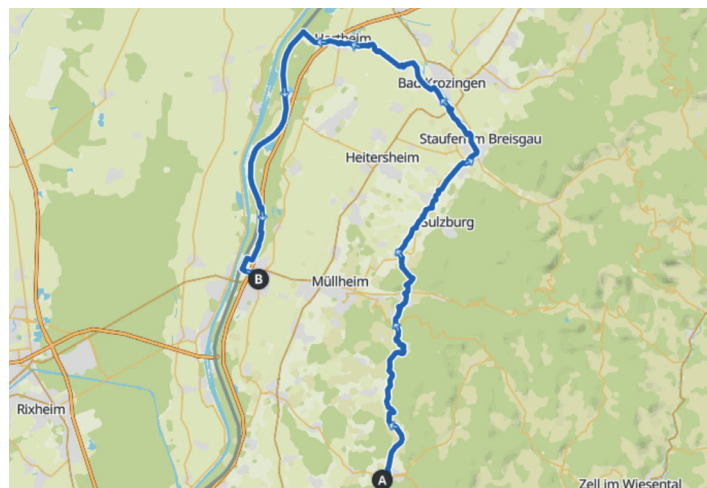 Hartheim
Bad Krozingen
Staufen im Breisgau
Heitersheim
Sulzburg
Müllheim
B
Rixheim
A
Zell im Wiesental